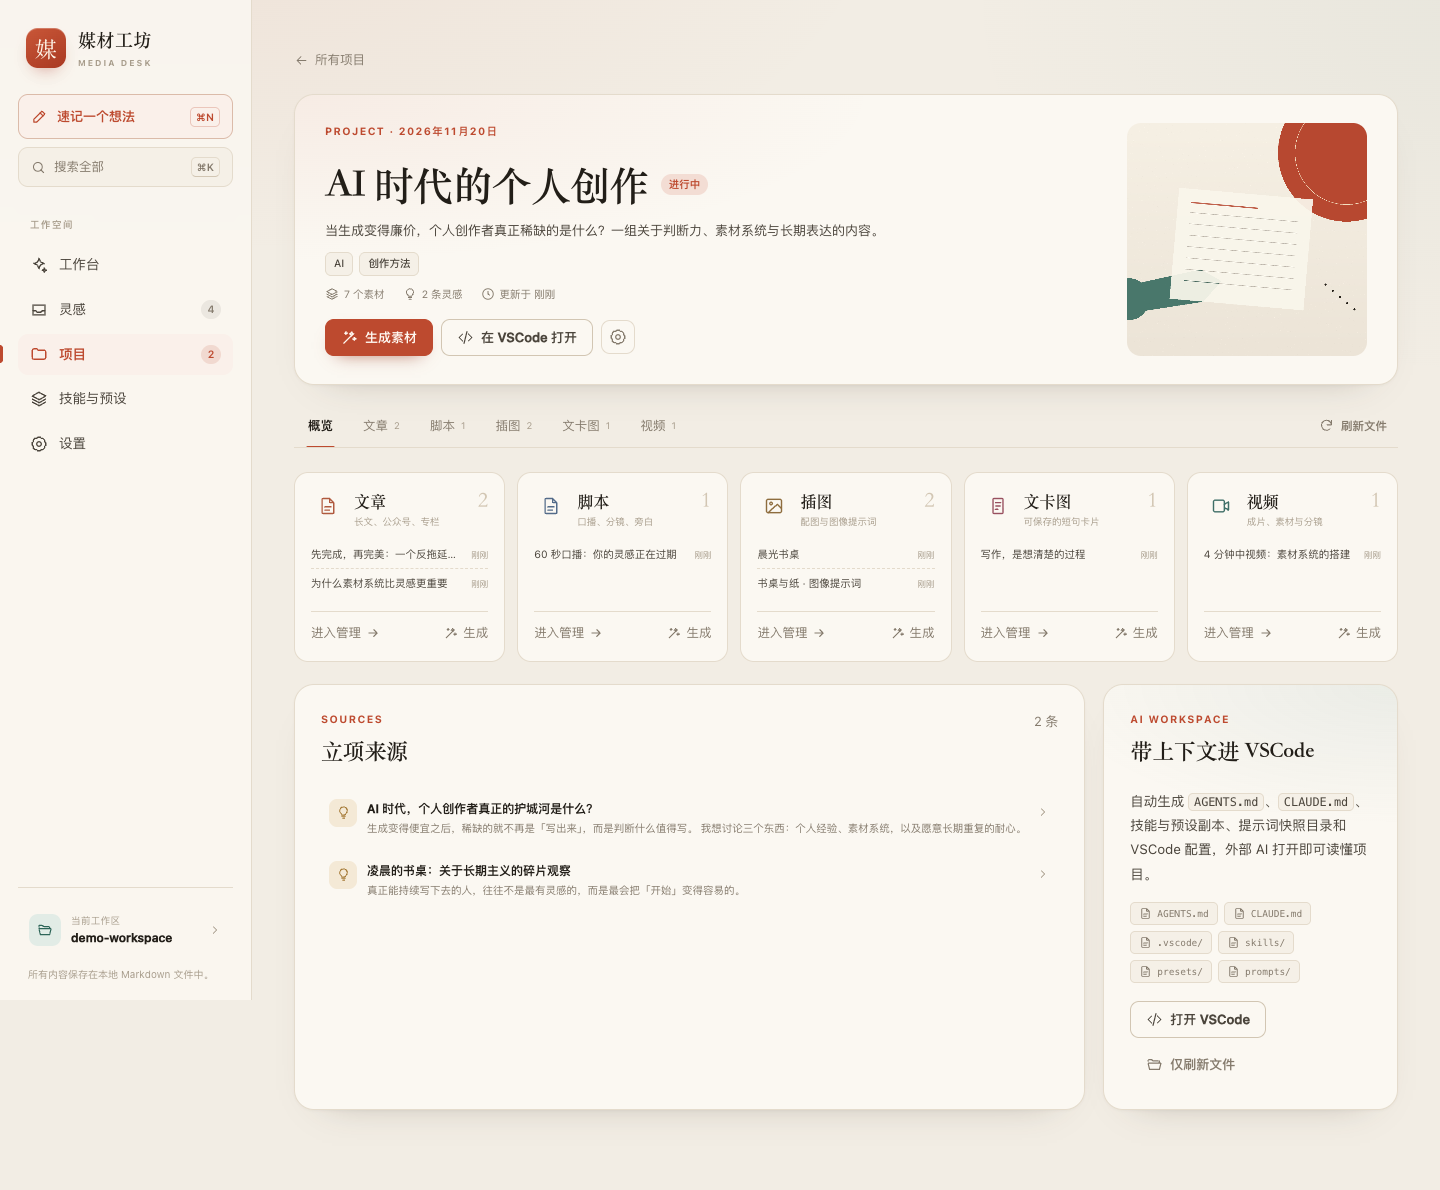 媒 媒材工坊
MEDIA DESK
速记一个想法 ⌘N
搜索全部 ⌘K
工作空间
工作台
灵感 4
项目 2
技能与预设
设置
当前工作区
demo-workspace
所有内容保存在本地 Markdown 文件中。
← 所有项目
PROJECT · 2026年11月20日
AI 时代的个人创作 进行中
当生成变得廉价，个人创作者真正稀缺的是什么？一组关于判断力、素材系统与长期表达的内容。
AI 创作方法
7 个素材 2 条灵感 更新于 刚刚
生成素材 在 VSCode 打开
概览 文章 2 脚本 1 插图 2 文卡图 1 视频 1 刷新文件
文章 2
长文、公众号、专栏
先完成，再完美：一个反拖延... 刚刚
为什么素材系统比灵感更重要 刚刚
进入管理 → 生成
脚本 1
口播、分镜、旁白
60 秒口播：你的灵感正在过期 刚刚
进入管理 → 生成
插图 2
配图与图像提示词
晨光书桌 刚刚
书桌与纸 · 图像提示词 刚刚
进入管理 → 生成
文卡图 1
可保存的短句卡片
写作，是想清楚的过程 刚刚
进入管理 → 生成
视频 1
成片、素材与分镜
4 分钟中视频：素材系统的搭建 刚刚
进入管理 → 生成
SOURCES 2 条
立项来源
AI 时代，个人创作者真正的护城河是什么？
生成变得便宜之后，稀缺的就不再是「写出来」，而是判断什么值得写。 我想讨论三个东西：个人经验、素材系统，以及愿意长期重复的耐心。
凌晨的书桌：关于长期主义的碎片观察
真正能持续写下去的人，往往不是最有灵感的，而是最会把「开始」变得容易的。
AI WORKSPACE
带上下文进 VSCode
自动生成 AGENTS.md 、 CLAUDE.md 、
技能与预设副本、提示词快照目录和
VSCode 配置，外部 AI 打开即可读懂项
目。
AGENTS.md CLAUDE.md
.vscode/ skills/
presets/ prompts/
打开 VSCode
仅刷新文件